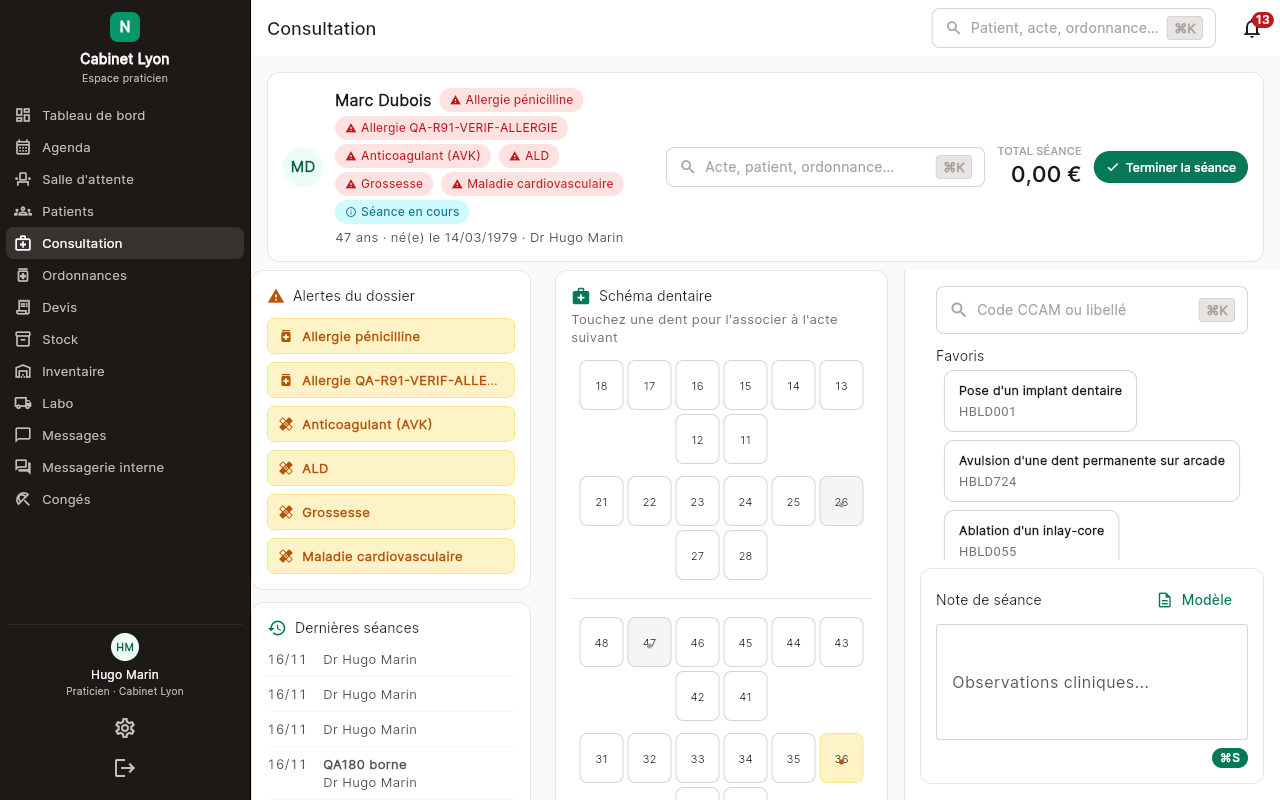 N
Cabinet Lyon
Espace praticien
Tableau de bord
Agenda
Salle d'attente
Patients
Consultation
Ordonnances
Devis
Stock
Inventaire
Labo
Messages
Messagerie interne
Congés
HM
Hugo Marin
Praticien · Cabinet Lyon
Consultation
Patient, acte, ordonnance... ⌘K
13
MD
Marc Dubois
Allergie pénicilline
Allergie QA-R91-VERIF-ALLERGIE
Anticoagulant (AVK)
ALD
Grossesse
Maladie cardiovasculaire
Séance en cours
47 ans · né(e) le 14/03/1979 · Dr Hugo Marin
Acte, patient, ordonnance... ⌘K
TOTAL SÉANCE
0,00 €
Terminer la séance
Alertes du dossier
Allergie pénicilline
Allergie QA-R91-VERIF-ALLE...
Anticoagulant (AVK)
ALD
Grossesse
Maladie cardiovasculaire
Dernières séances
16/11 Dr Hugo Marin
16/11 Dr Hugo Marin
16/11 Dr Hugo Marin
16/11 QA180 borne
Dr Hugo Marin
Schéma dentaire
Touchez une dent pour l'associer à l'acte
suivant
18 17 16 15 14 13
12 11
21 22 23 24 25 26
27 28
48 47 46 45 44 43
42 41
31 32 33 34 35 36
Code CCAM ou libellé ⌘K
Favoris
Pose d'un implant dentaire
HBLD001
Avulsion d'une dent permanente sur arcade
HBLD724
Ablation d'un inlay-core
HBLD055
Note de séance
Modèle
Observations cliniques...
⌘S